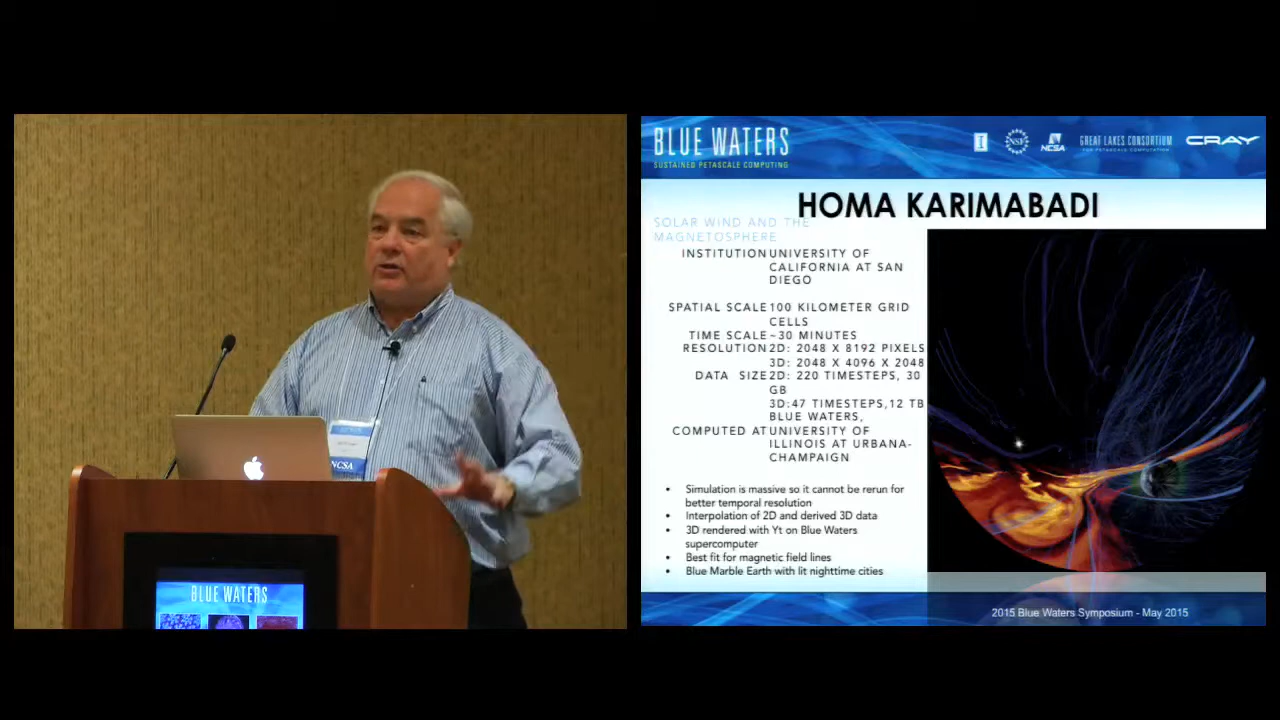 NCSA
BLUE WATERS
BLUE WATERS
SUSTAINED PETASCALE COMPUTING
I
NSF
NCSA
GREAT LAKES CONSORTIUM
FOR PETASCALE COMPUTATION
CRAY
HOMA KARIMABADI
SOLAR WIND AND THE
MAGNETOSPHERE
INSTITUTION UNIVERSITY OF
CALIFORNIA AT SAN
DIEGO
SPATIAL SCALE 100 KILOMETER GRID
CELLS
TIME SCALE ~30 MINUTES
RESOLUTION 2D: 2048 X 8192 PIXELS
3D: 2048 X 4096 X 2048
DATA SIZE 2D: 220 TIMESTEPS, 30
GB
3D:47 TIMESTEPS,12 TB
BLUE WATERS,
COMPUTED AT UNIVERSITY OF
ILLINOIS AT URBANA-
CHAMPAIGN
• Simulation is massive so it cannot be rerun for
better temporal resolution
• Interpolation of 2D and derived 3D data
• 3D rendered with Yt on Blue Waters
supercomputer
• Best fit for magnetic field lines
• Blue Marble Earth with lit nighttime cities
2015 Blue Waters Symposium - May 2015